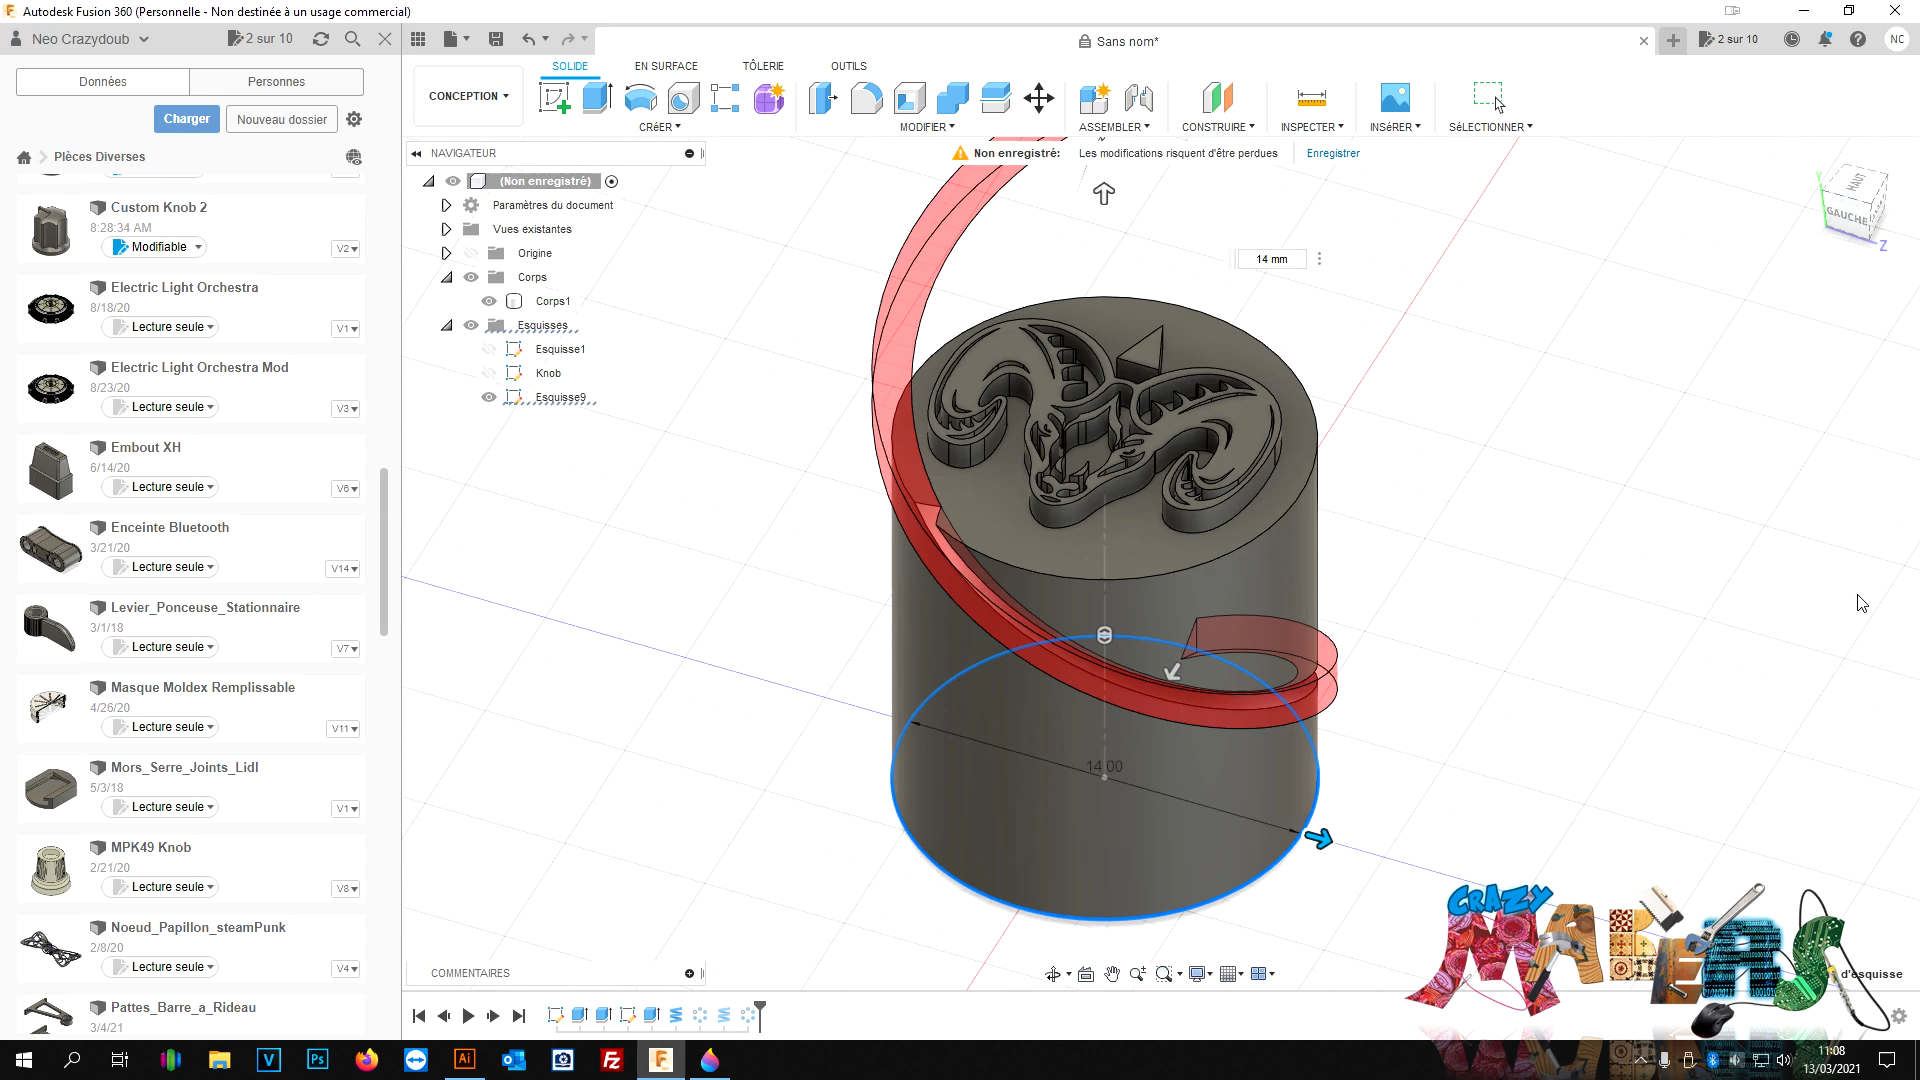 Autodesk Fusion 360 (Personnelle - Non destinée à un usage commercial)
Neo Crazydoub
2 sur 10
Sans nom*
2 sur 10
NC
Données
Personnes
Charger
Nouveau dossier
PIèces Diverses
SOLIDE
EN SURFACE
TÔLERIE
OUTILS
CONCEPTION
CRéER
MODIFIER
ASSEMBLER
CONSTRUIRE
INSPECTER
INSéRER
SéLECTIONNER
NAVIGATEUR
Non enregistré:
Les modifications risquent d'être perdues
Enregistrer
(Non enregistré)
Paramètres du document
Vues existantes
Origine
Corps
Corps1
Esquisses
Esquisse1
Knob
Esquisse9
Custom Knob 2
8:28:34 AM
Modifiable
V2
Electric Light Orchestra
8/18/20
Lecture seule
V1
Electric Light Orchestra Mod
8/23/20
Lecture seule
V3
Embout XH
6/14/20
Lecture seule
V6
Enceinte Bluetooth
3/21/20
Lecture seule
V14
Levier_Ponceuse_Stationnaire
3/1/18
Lecture seule
V7
Masque Moldex Remplissable
4/26/20
Lecture seule
V11
Mors_Serre_Joints_Lidl
5/3/18
Lecture seule
V1
MPK49 Knob
2/21/20
Lecture seule
V8
Noeud_Papillon_steamPunk
2/8/20
Lecture seule
V4
Pattes_Barre_a_Rideau
3/4/21
14 mm
14.00
HAUT
GAUCHE
Y
Z
COMMENTAIRES
CRAZY
MAKERS
d'esquisse
11:08
13/03/2021